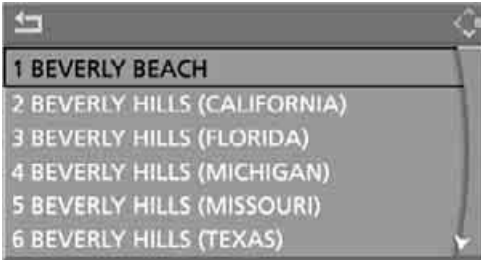 1 BEVERLY BEACH
2 BEVERLY HILLS (CALIFORNIA)
3 BEVERLY HILLS (FLORIDA)
4 BEVERLY HILLS (MICHIGAN)
5 BEVERLY HILLS (MISSOURI)
6 BEVERLY HILLS (TEXAS)